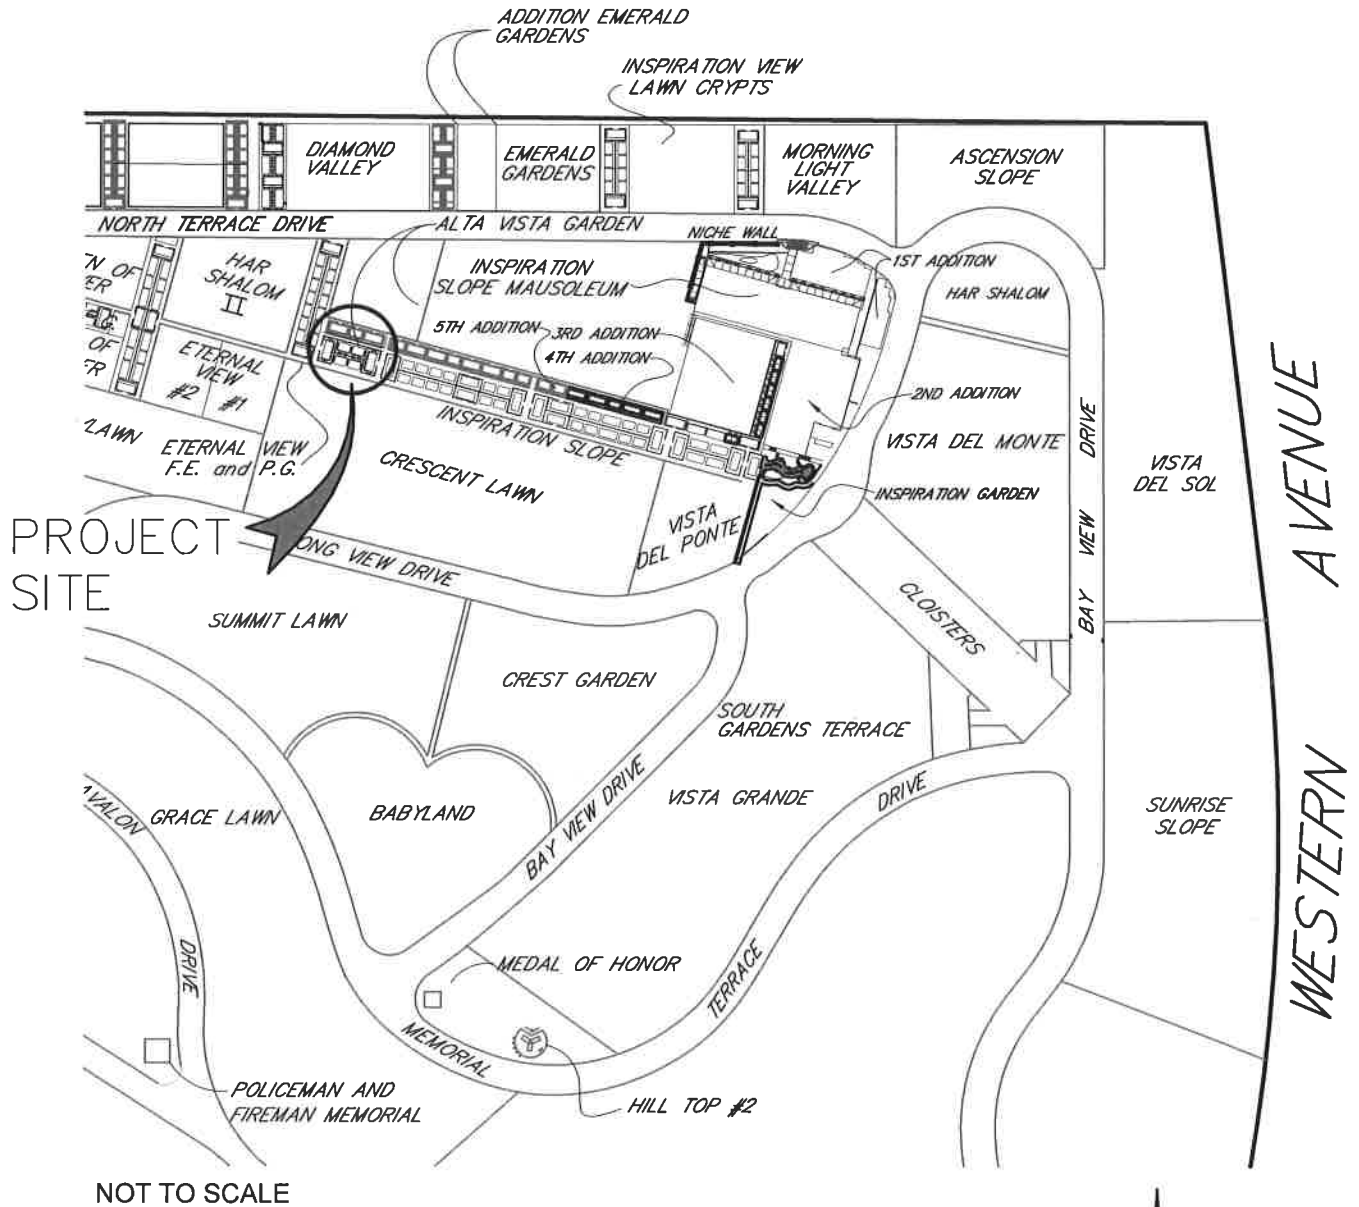 ADDITION EMERALD
GARDENS
INSPIRATION VIEW
LAWN CRYPTS
DIAMOND
VALLEY
EMERALD
GARDENS
MORNING
LIGHT
VALLEY
ASCENSION
SLOPE
NORTH TERRACE DRIVE
ALTA VISTA GARDEN
NICHE WALL
1ST ADDITION
HAR
SHALOM
II
INSPIRATION
SLOPE MAUSOLEUM
HAR SHALOM
OF
OF
5TH ADDITION
3RD ADDITION
4TH ADDITION
ETERNAL
VIEW
#2 #1
2ND ADDITION
INSPIRATION SLOPE
VISTA DEL MONTE
LAWN
ETERNAL VIEW
F.E. and P.G.
CRESCENT LAWN
INSPIRATION GARDEN
VISTA
DEL SOL
BAY VIEW DRIVE
WESTERN AVENUE
VISTA
DEL PONTE
PROJECT
SITE
ONG VIEW DRIVE
CLOISTERS
SUMMIT LAWN
CREST GARDEN
SOUTH
GARDENS TERRACE
BAY VIEW DRIVE
VISTA GRANDE
DRIVE
AVALON
GRACE LAWN
BABYLAND
SUNRISE
SLOPE
DRIVE
MEDAL OF HONOR
TERRACE
MEMORIAL
POLICEMAN AND
FIREMAN MEMORIAL
HILL TOP #2
NOT TO SCALE